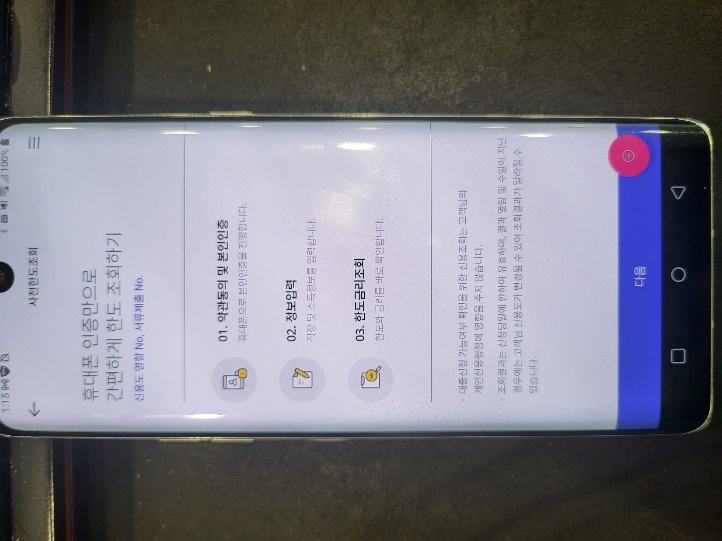 1:15
100%
사전한도조회
휴대폰 인증만으로
간편하게 한도 조회하기
신용도 영향 No, 서류제출 No.
01. 약관동의 및 본인인증
휴대폰으로 본인인증을 진행합니다.
02. 정보입력
직장 및 소득정보를 입력합니다.
03. 한도금리조회
한도와 금리를 바로 확인합니다.
- 대출신청 가능여부 확인을 위한 신용조회는 고객님의
개인신용평점에 영향을 주지 않습니다.
- 조회결과는 신청당일에 한하여 유효하며, 결과 열람 및 수일이 지난
경우에는 고객님 신용도가 변경될 수 있어 조회결과가 달라질 수
있습니다.
다음